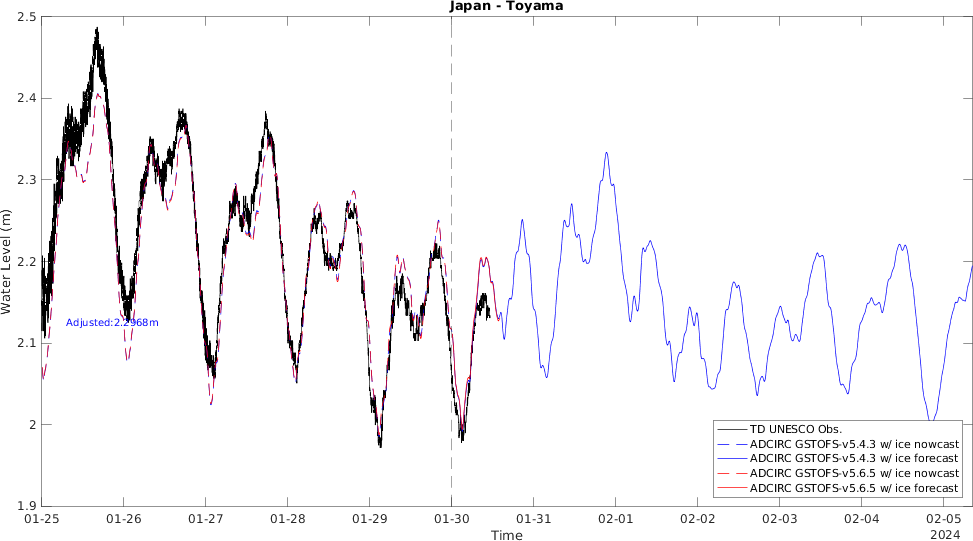 Japan - Toyama
2.5
2.4
2.3
2.2
2.1
2
1.9
Water Level (m)
Adjusted:2.2968m
TD UNESCO Obs.
ADCIRC GSTOFS-v5.4.3 w/ ice nowcast
ADCIRC GSTOFS-v5.4.3 w/ ice forecast
ADCIRC GSTOFS-v5.6.5 w/ ice nowcast
ADCIRC GSTOFS-v5.6.5 w/ ice forecast
01-25 01-26 01-27 01-28 01-29 01-30 01-31 02-01 02-02 02-03 02-04 02-05
Time
2024